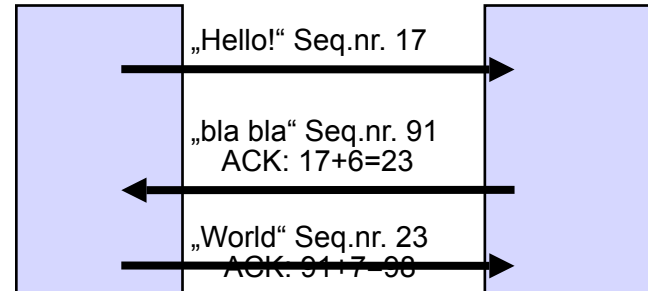 „Hello!“ Seq.nr. 17
„bla bla“ Seq.nr. 91
ACK: 17+6=23
„World“ Seq.nr. 23
ACK: 91+7=98